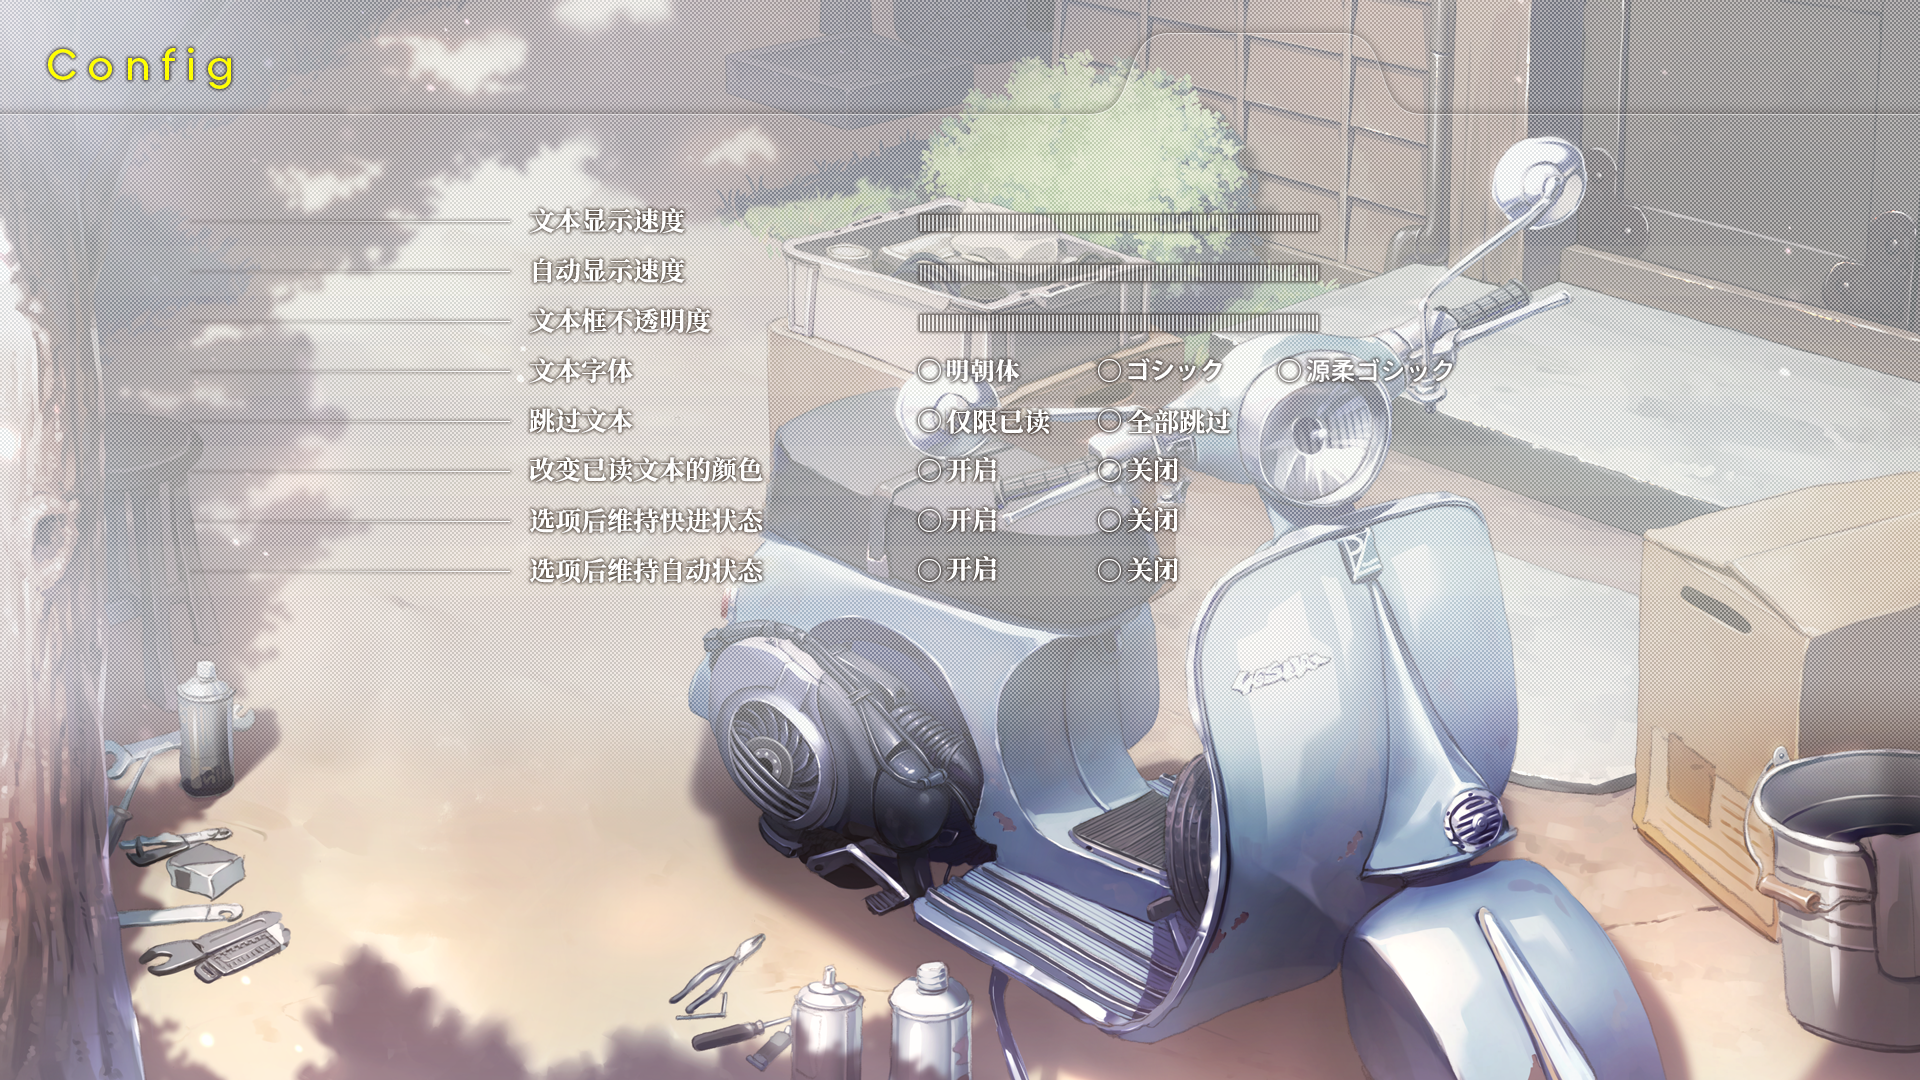 Config
文本显示速度
自动显示速度
文本框不透明度
文本字体 明朝体 ゴシック 源柔ゴシック
跳过文本 仅限已读 全部跳过
改变已读文本的颜色 开启 关闭
选项后维持快进状态 开启 关闭
选项后维持自动状态 开启 关闭